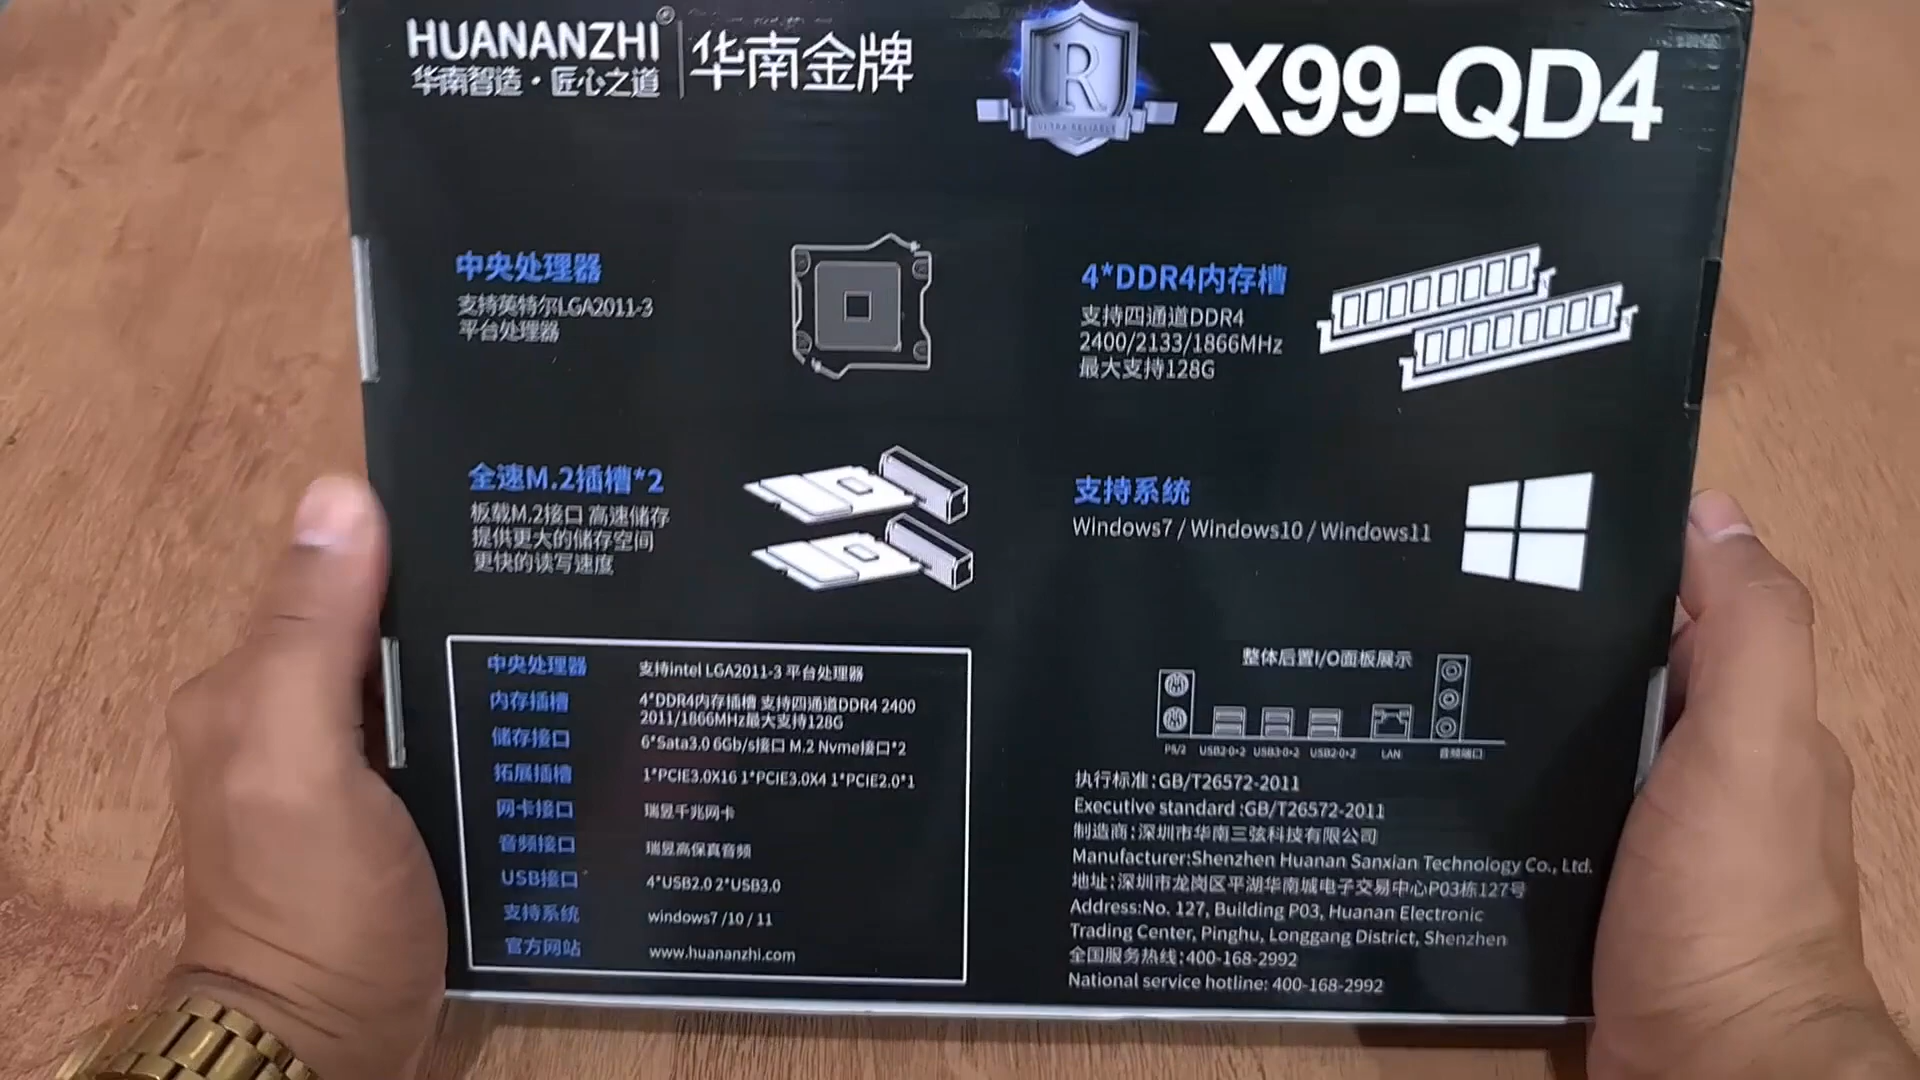 HUANANZHI®
华南智造·匠心之道
华南金牌
R
ULTRA RELIABLE
X99-QD4
中央处理器
支持英特尔LGA2011-3
平台处理器
4*DDR4内存槽
支持四通道DDR4
2400/2133/1866MHz
最大支持128G
全速M.2插槽*2
板载M.2接口 高速储存
提供更大的储存空间
更快的读写速度
支持系统
Windows7 / Windows10 / Windows11
中央处理器 支持intel LGA2011-3 平台处理器
内存插槽 4*DDR4内存插槽 支持四通道DDR4 2400
2011/1866MHz最大支持128G
储存接口 6*Sata3.0 6Gb/s接口 M.2 Nvme接口*2
拓展插槽 1*PCIE3.0X16 1*PCIE3.0X4 1*PCIE2.0*1
网卡接口 瑞昱千兆网卡
音频接口 瑞昱高保真音频
USB接口 4*USB2.0 2*USB3.0
支持系统 windows7 /10 / 11
官方网站 www.huananzhi.com
整体后置I/O面板展示
PS/2 USB2.0*2 USB3.0*2 USB2.0*2 LAN 音频端口
执行标准:GB/T26572-2011
Executive standard :GB/T26572-2011
制造商:深圳市华南三弦科技有限公司
Manufacturer:Shenzhen Huanan Sanxian Technology Co., Ltd.
地址:深圳市龙岗区平湖华南城电子交易中心P03栋127号
Address:No. 127, Building P03, Huanan Electronic
Trading Center, Pinghu, Longgang District, Shenzhen
全国服务热线:400-168-2992
National service hotline: 400-168-2992